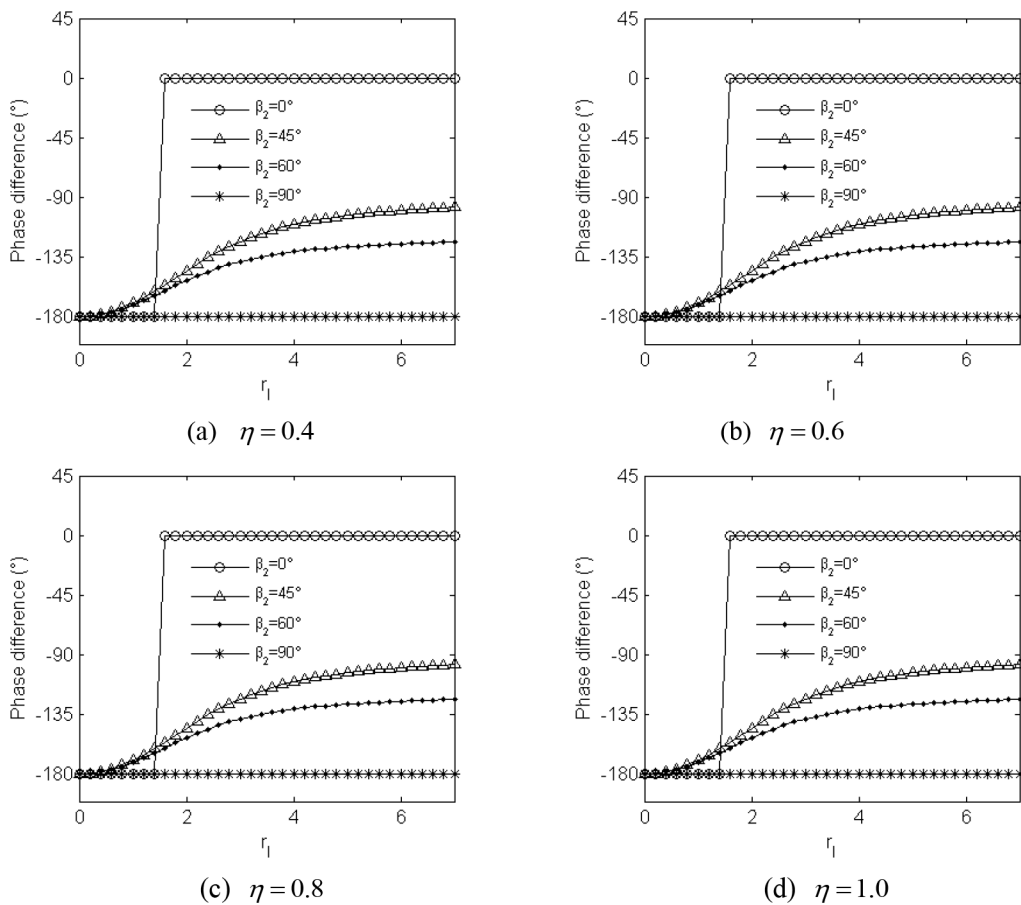 45
0
-45
-90
-135
-180
0 2 4 6
Phase difference (°)
r_l
β₂=0°
β₂=45°
β₂=60°
β₂=90°
(a) η = 0.4
45
0
-45
-90
-135
-180
0 2 4 6
Phase difference (°)
r_l
β₂=0°
β₂=45°
β₂=60°
β₂=90°
(b) η = 0.6
45
0
-45
-90
-135
-180
0 2 4 6
Phase difference (°)
r_l
β₂=0°
β₂=45°
β₂=60°
β₂=90°
(c) η = 0.8
45
0
-45
-90
-135
-180
0 2 4 6
Phase difference (°)
r_l
β₂=0°
β₂=45°
β₂=60°
β₂=90°
(d) η = 1.0